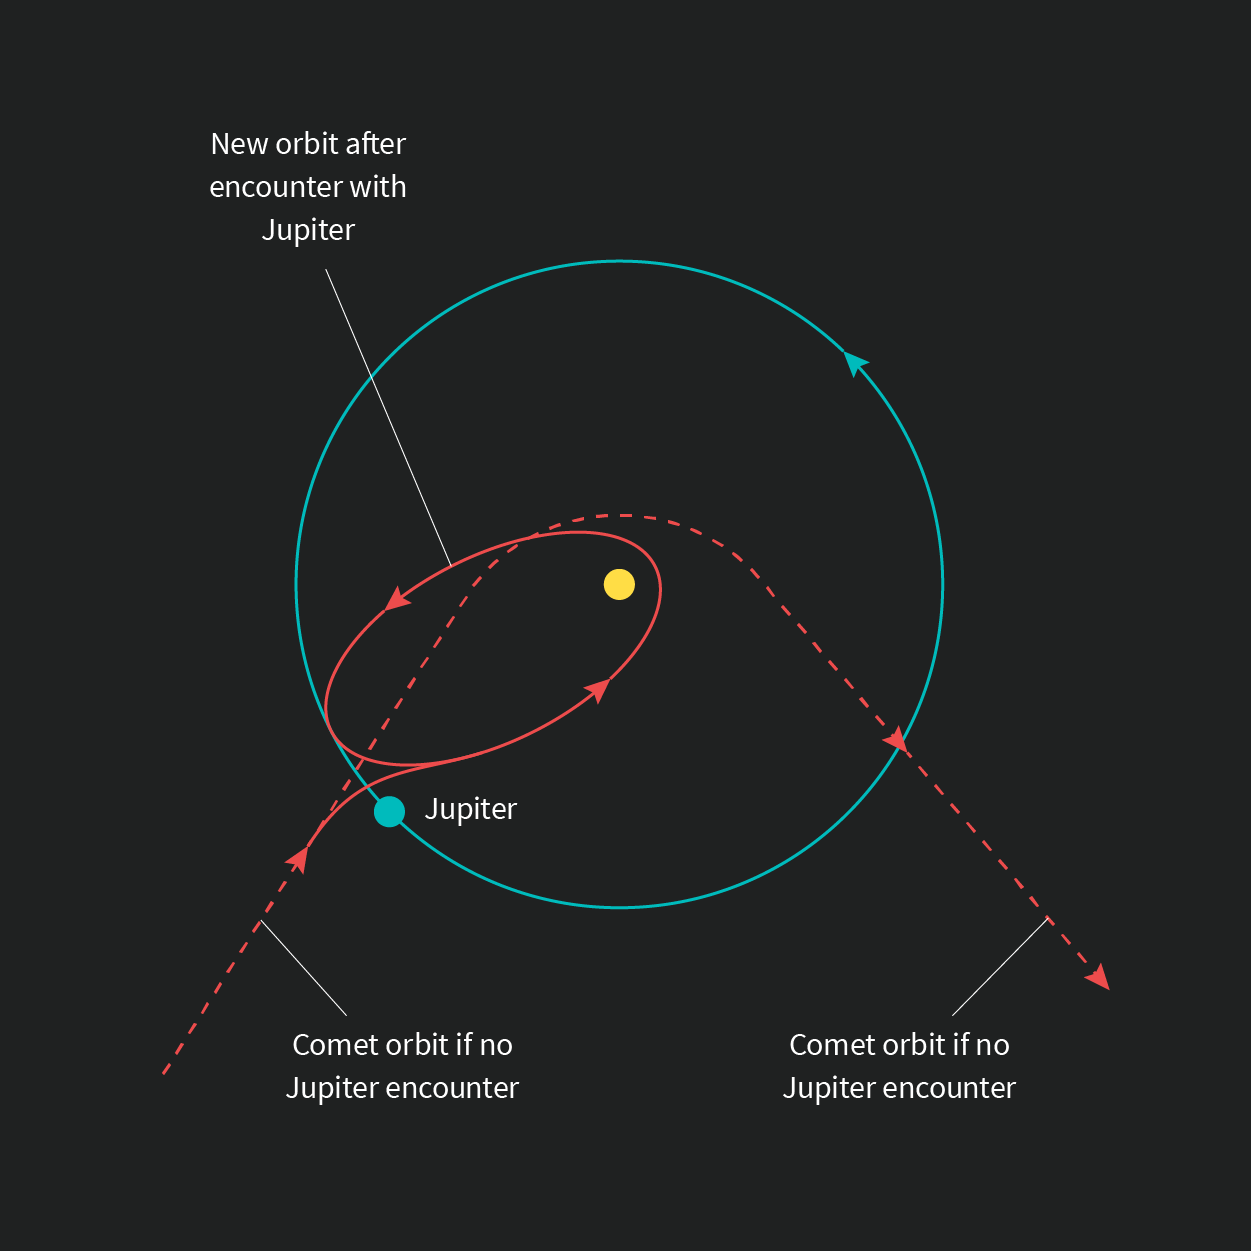 New orbit after
encounter with
Jupiter
Jupiter
Comet orbit if no
Jupiter encounter
Comet orbit if no
Jupiter encounter